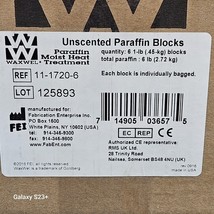 WAXWEL®
Paraffin
Moist Heat
Treatment
Unscented Paraffin Blocks
quantity: 6 1-lb (.45-kg) blocks
total paraffin: 6 lb (2.72 kg)
REF 11-1720-6
LOT 125893
Each block is individually bagged.
manufactured for:
Fabrication Enterprises Inc
PO Box 1500
White Plains, NY 10602 (USA)
tel: 914-345-9300
fax: 914-345-9800
www.FabEnt.com
FEI
7 14905 03657 5
EC REP
Authorized CE representative:
RMS UK Ltd
28 Trinity Road
Nailsea, Somerset BS48 4NU (UK)
Galaxy S23+